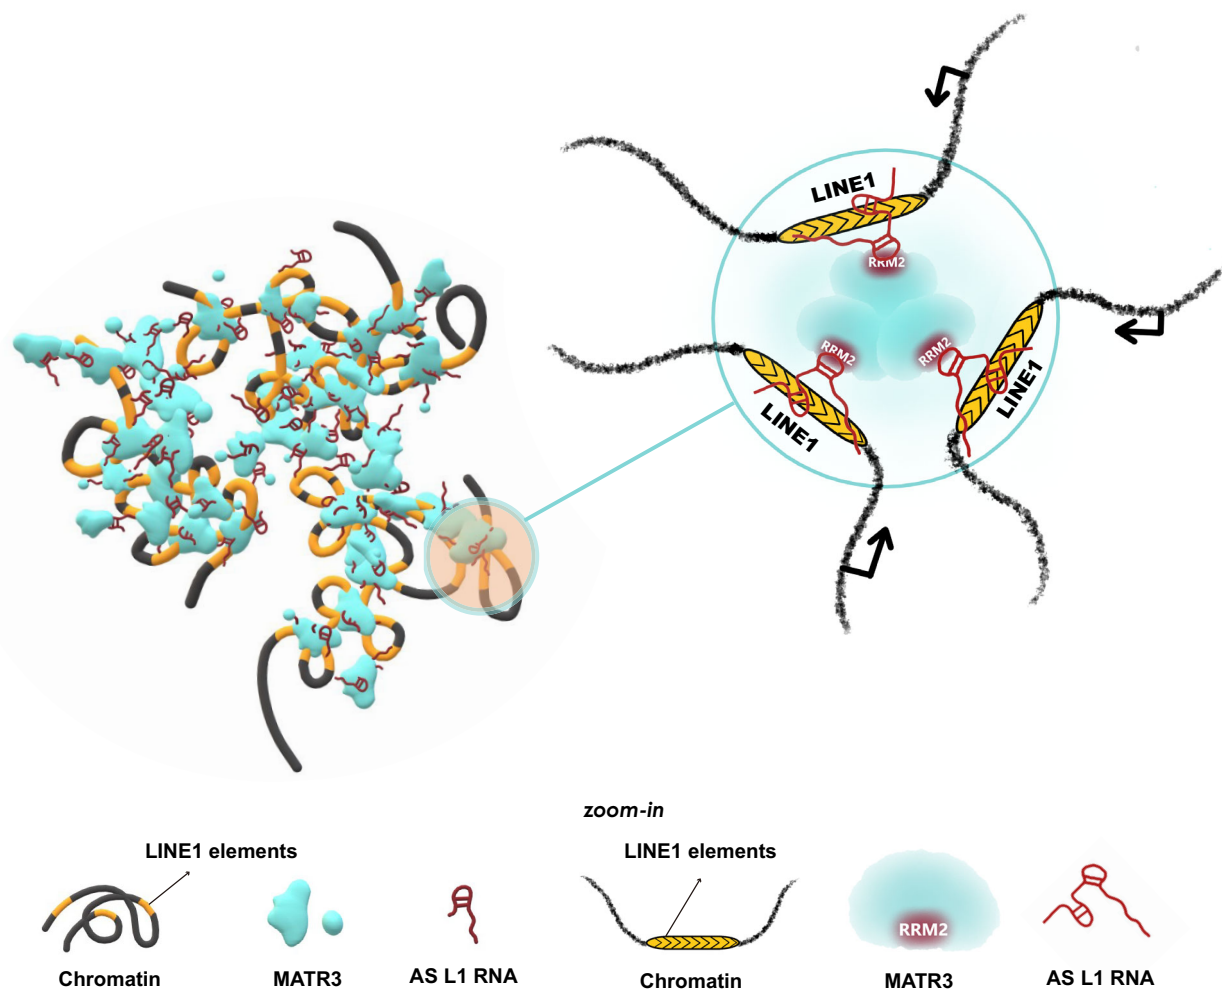 LINE1
RRM2
RRM2
RRM2
LINE1
LINE1
zoom-in
LINE1 elements
LINE1 elements
RRM2
Chromatin
MATR3
AS L1 RNA
Chromatin
MATR3
AS L1 RNA